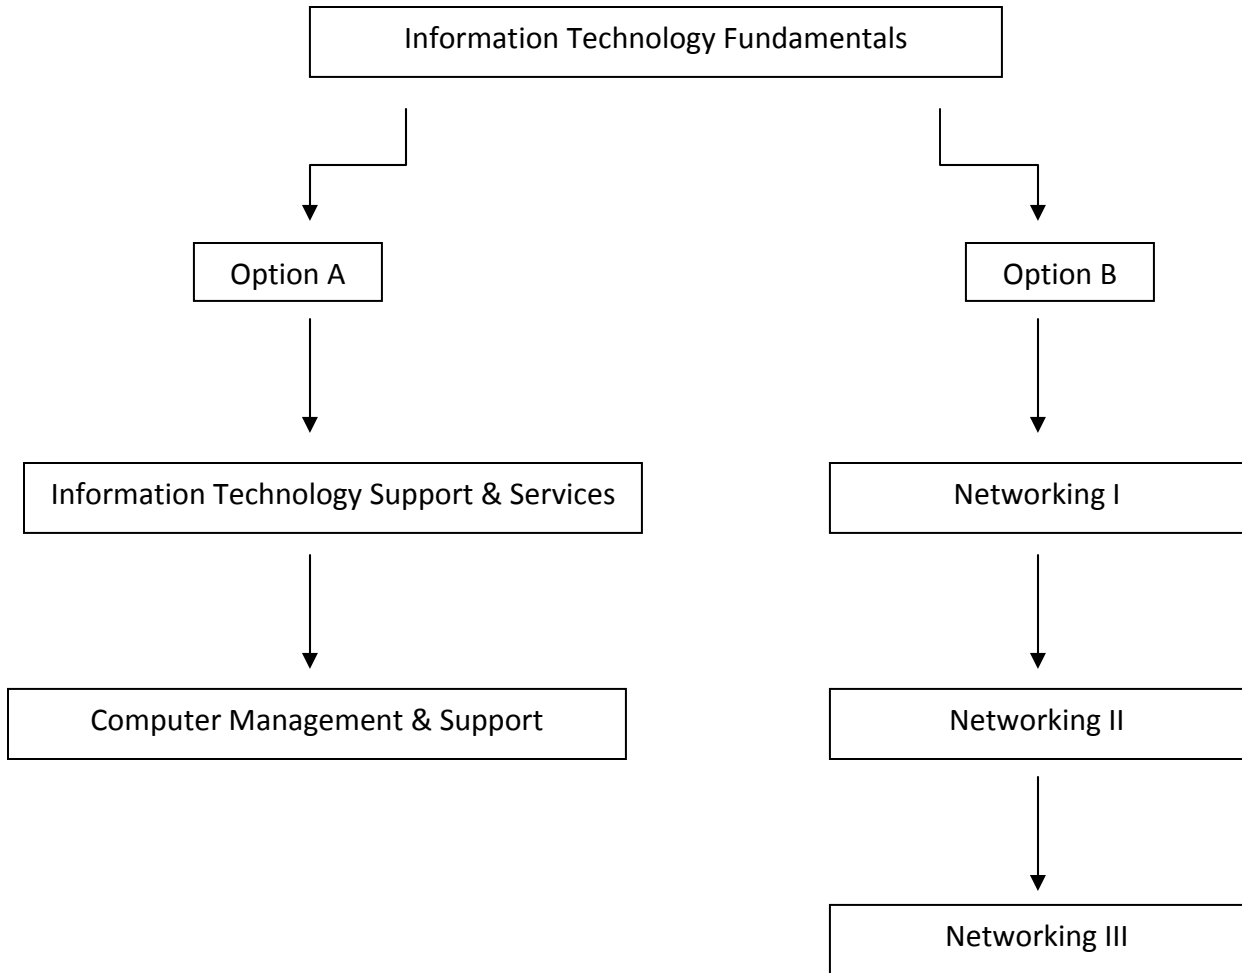 Information Technology Fundamentals
Option A
Option B
Information Technology Support & Services
Networking I
Computer Management & Support
Networking II
Networking III